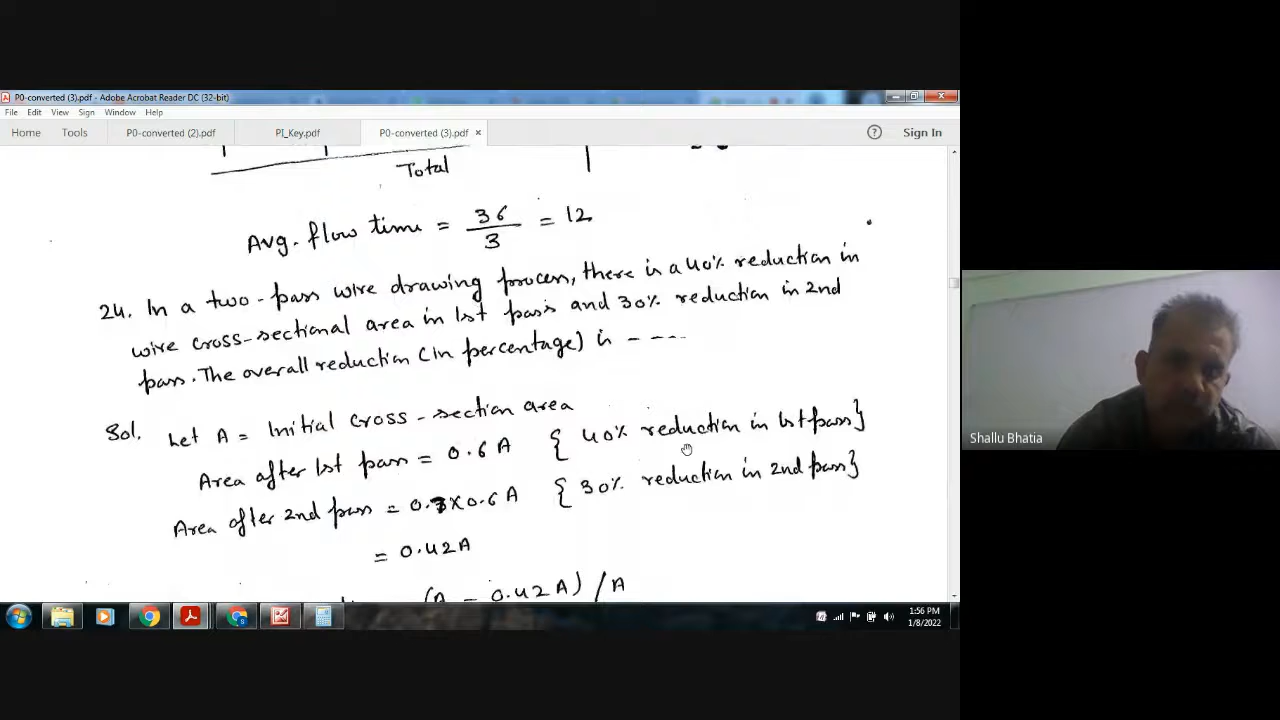 P0-converted (3).pdf - Adobe Acrobat Reader DC (32-bit)
File Edit View Sign Window Help
Home Tools P0-converted (2).pdf PI_Key.pdf P0-converted (3).pdf × Sign In
Total
Avg. flow time = 36/3 = 12
24. In a two-pass wire drawing process, there is a 40% reduction in
wire cross-sectional area in 1st pass and 30% reduction in 2nd
pass. The overall reduction (in percentage) is ----
Sol. Let A = Initial cross-section area
Area after 1st pass = 0.6 A { 40% reduction in 1st pass}
Area after 2nd pass = 0.7×0.6 A { 30% reduction in 2nd pass}
= 0.42A
(A - 0.42A) / A
Shallu Bhatia
1:56 PM
1/8/2022